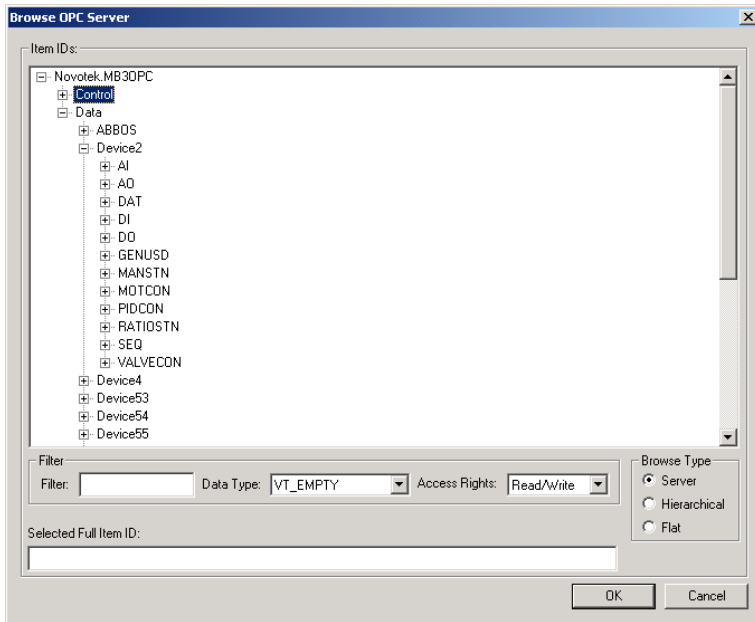 Browse OPC Server
Item IDs:
Novotek.MB3OPC
Control
Data
ABBOS
Device2
AI
AO
DAT
DI
DO
GENUSD
MANSTN
MOTCON
PIDCON
RATIOSTN
SEQ
VALVECON
Device4
Device53
Device54
Device55
Filter
Filter: Data Type: VT_EMPTY Access Rights: Read/Write
Browse Type
Server
Hierarchical
Flat
Selected Full Item ID:
OK Cancel